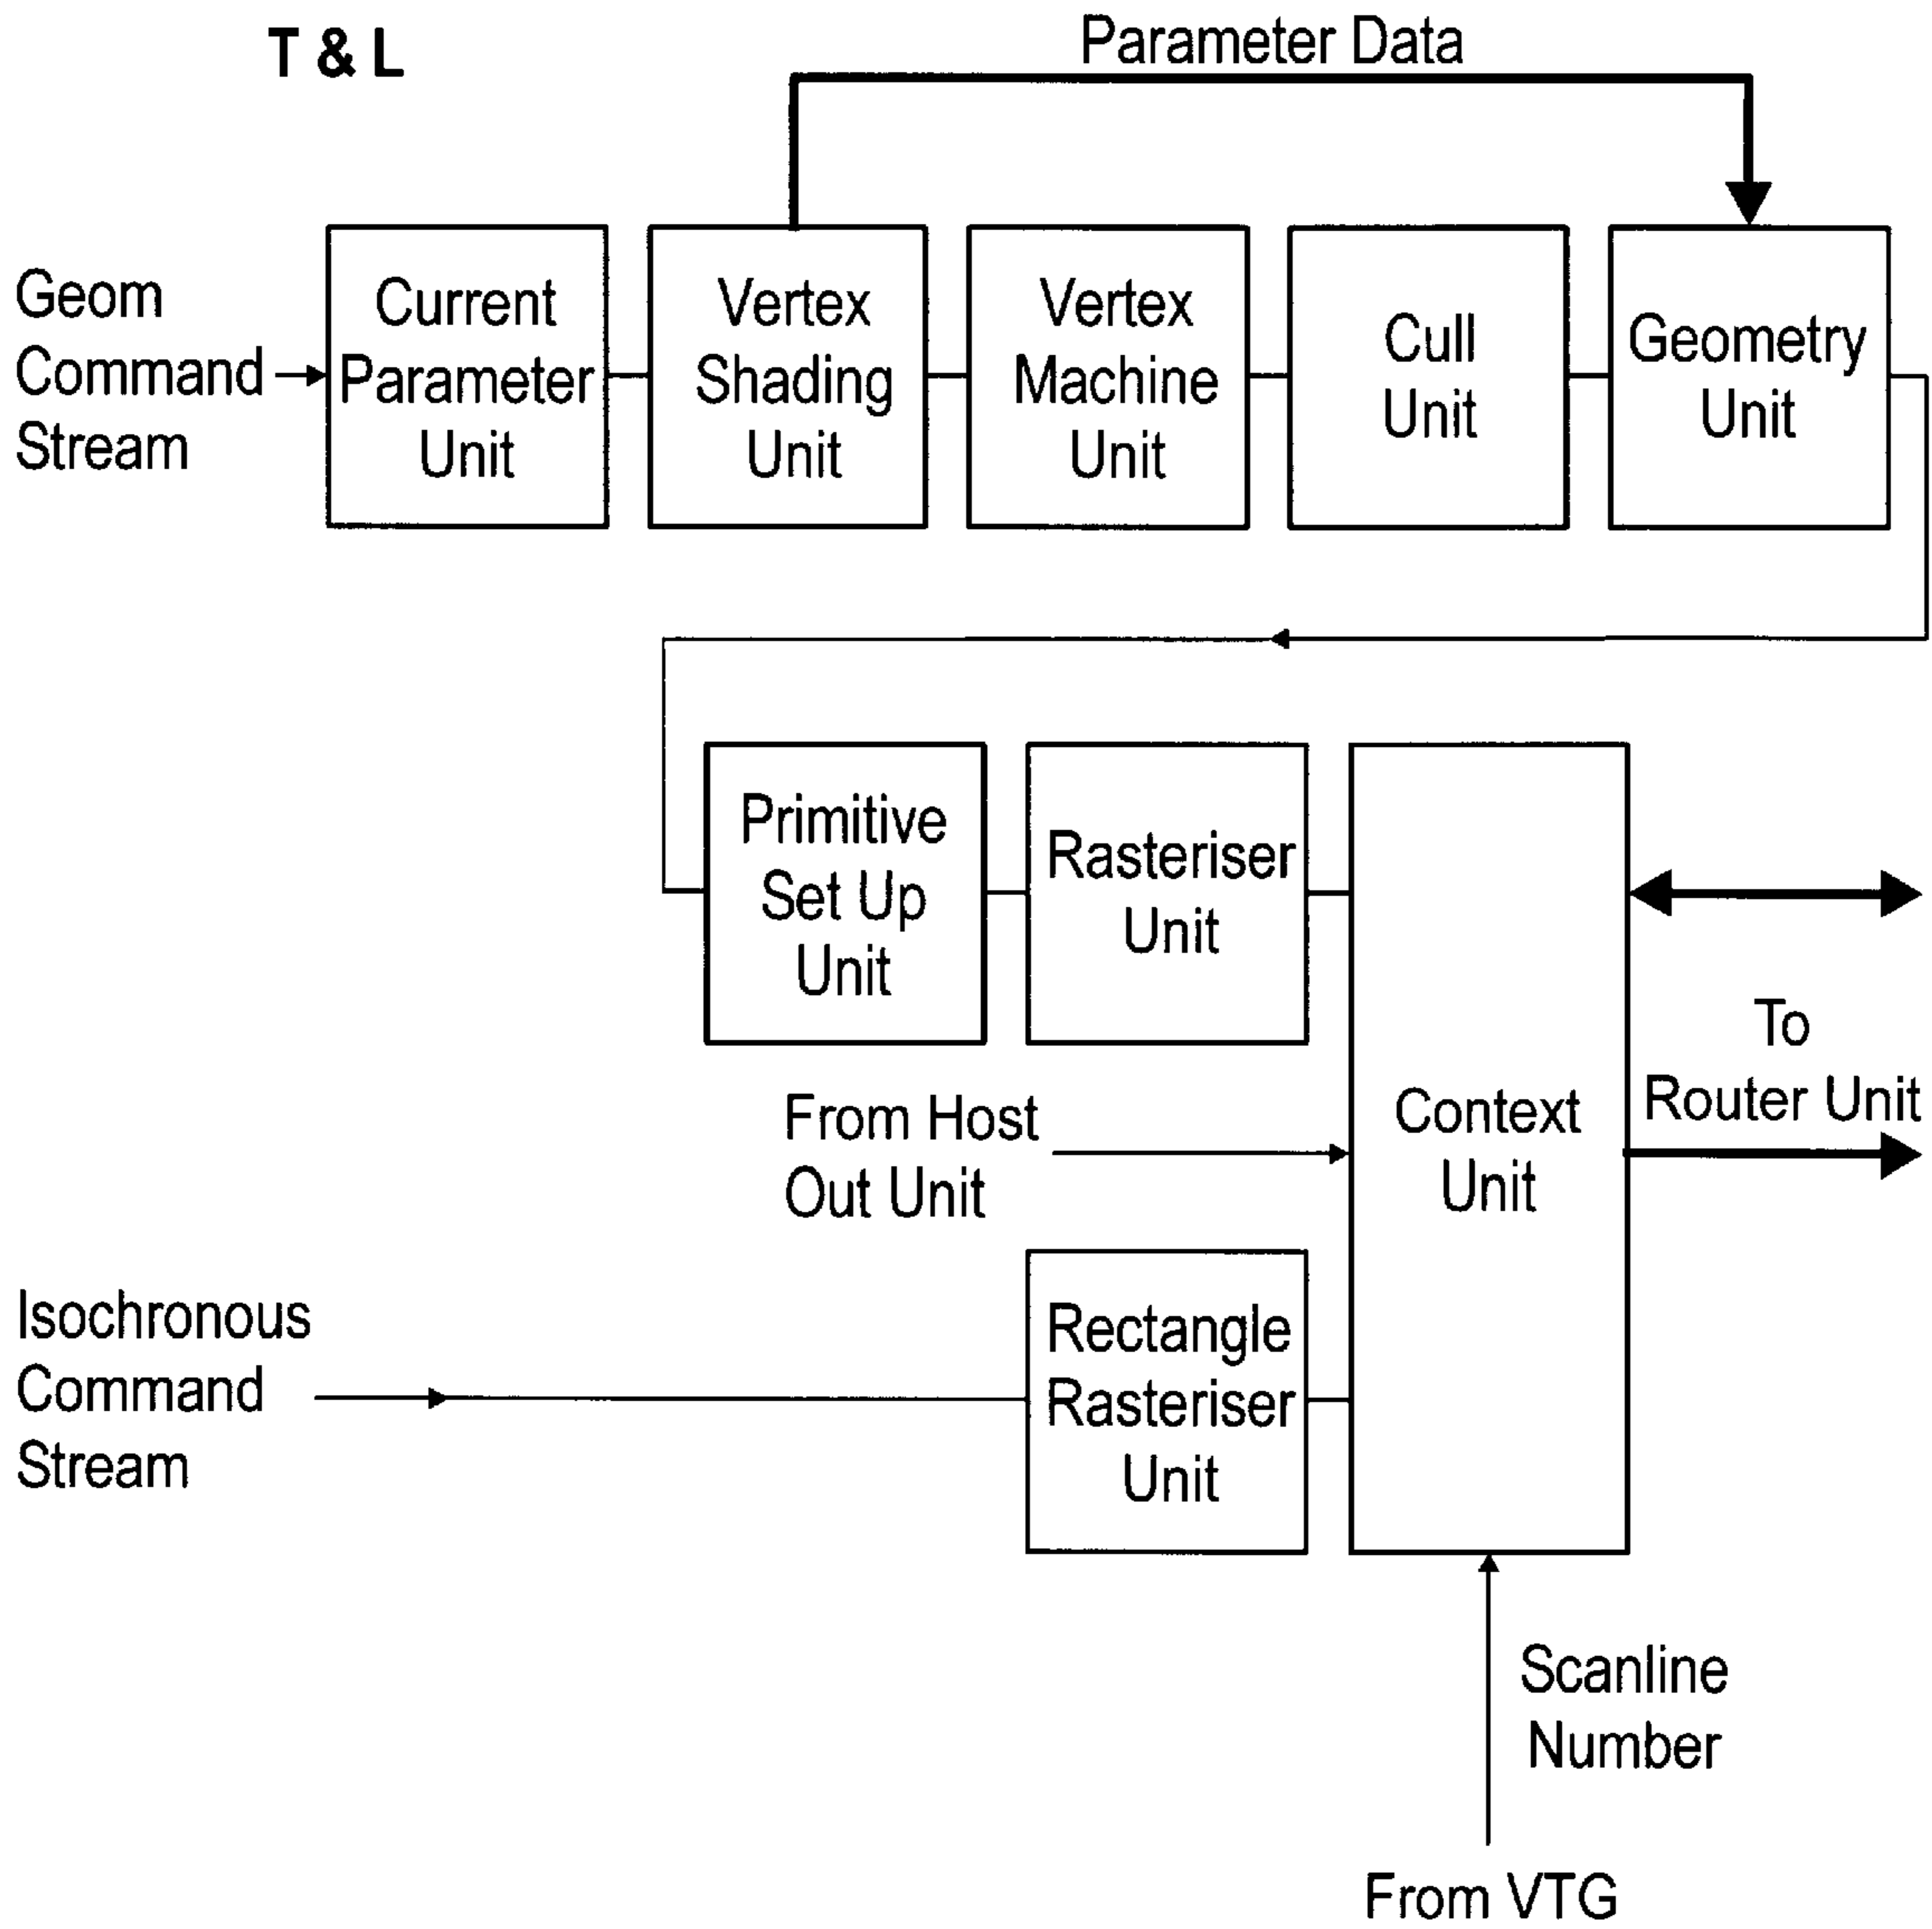 T & L
Parameter Data
Geom
Command
Stream
Current
Parameter
Unit
Vertex
Shading
Unit
Vertex
Machine
Unit
Cull
Unit
Geometry
Unit
Primitive
Set Up
Unit
Rasteriser
Unit
Context
Unit
To
Router Unit
From Host
Out Unit
Isochronous
Command
Stream
Rectangle
Rasteriser
Unit
Scanline
Number
From VTG